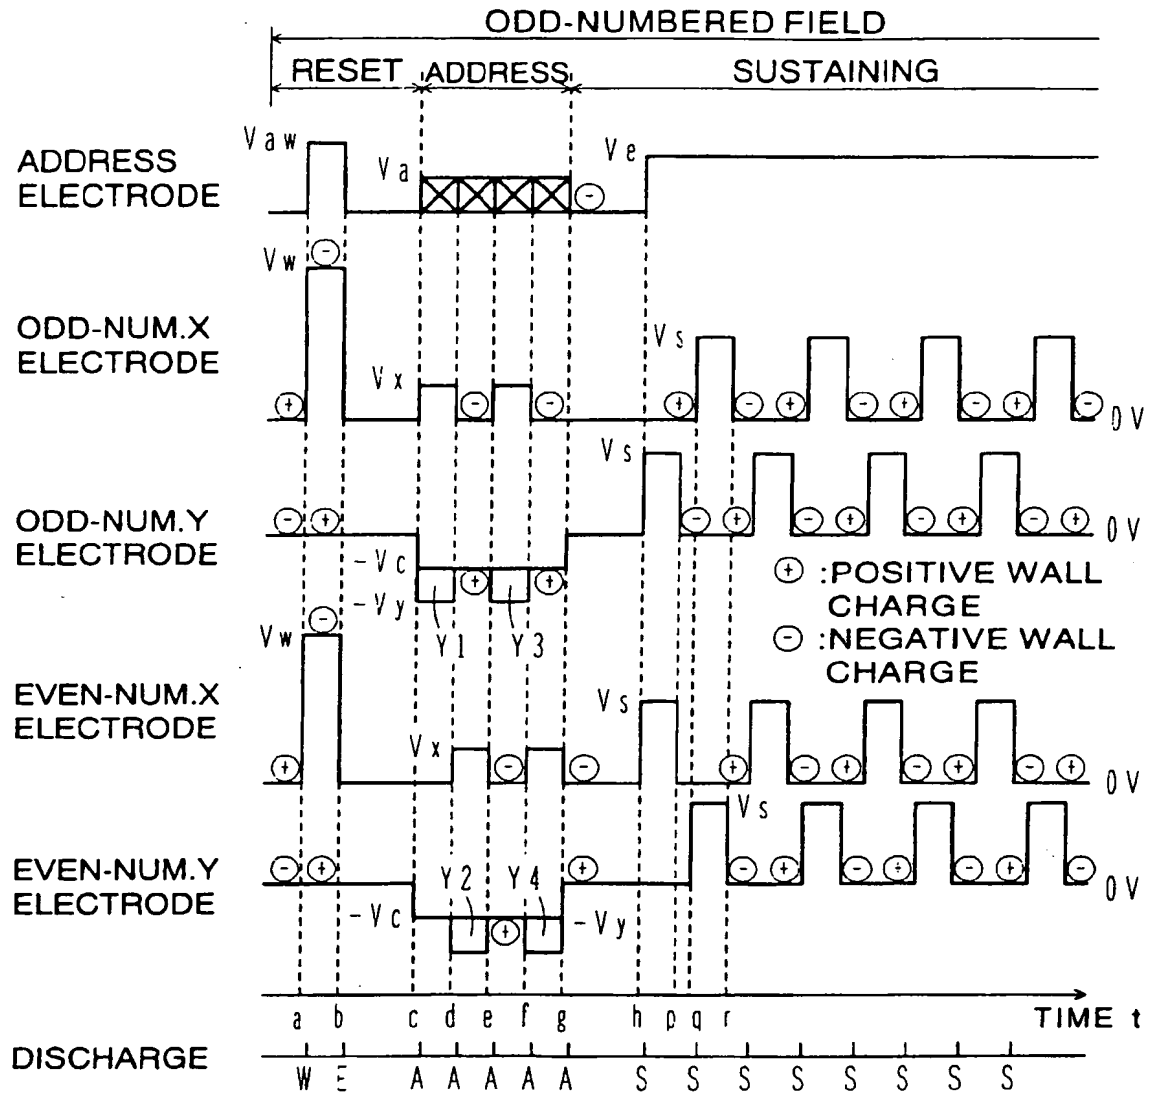 ODD-NUMBERED FIELD
RESET ADDRESS SUSTAINING
Vaw
ADDRESS
ELECTRODE
Va
Ve
-
Vw
-
ODD-NUM.X
ELECTRODE
Vx
Vs
+ - - + - + - + - + - 0V
Vs
ODD-NUM.Y
ELECTRODE
- + - + - + - + - + 0V
-Vc
+ +
-Vy
Y1 Y3
+ :POSITIVE WALL
CHARGE
- :NEGATIVE WALL
CHARGE
-
Vw
EVEN-NUM.X
ELECTRODE
Vs
Vx
+ - - + - + - + - + 0V
Vs
EVEN-NUM.Y
ELECTRODE
- + Y2 Y4 + - + - + - + - 0V
-Vc
+
-Vy
a b c d e f g h p q r TIME t
DISCHARGE
W E A A A A A S S S S S S S S